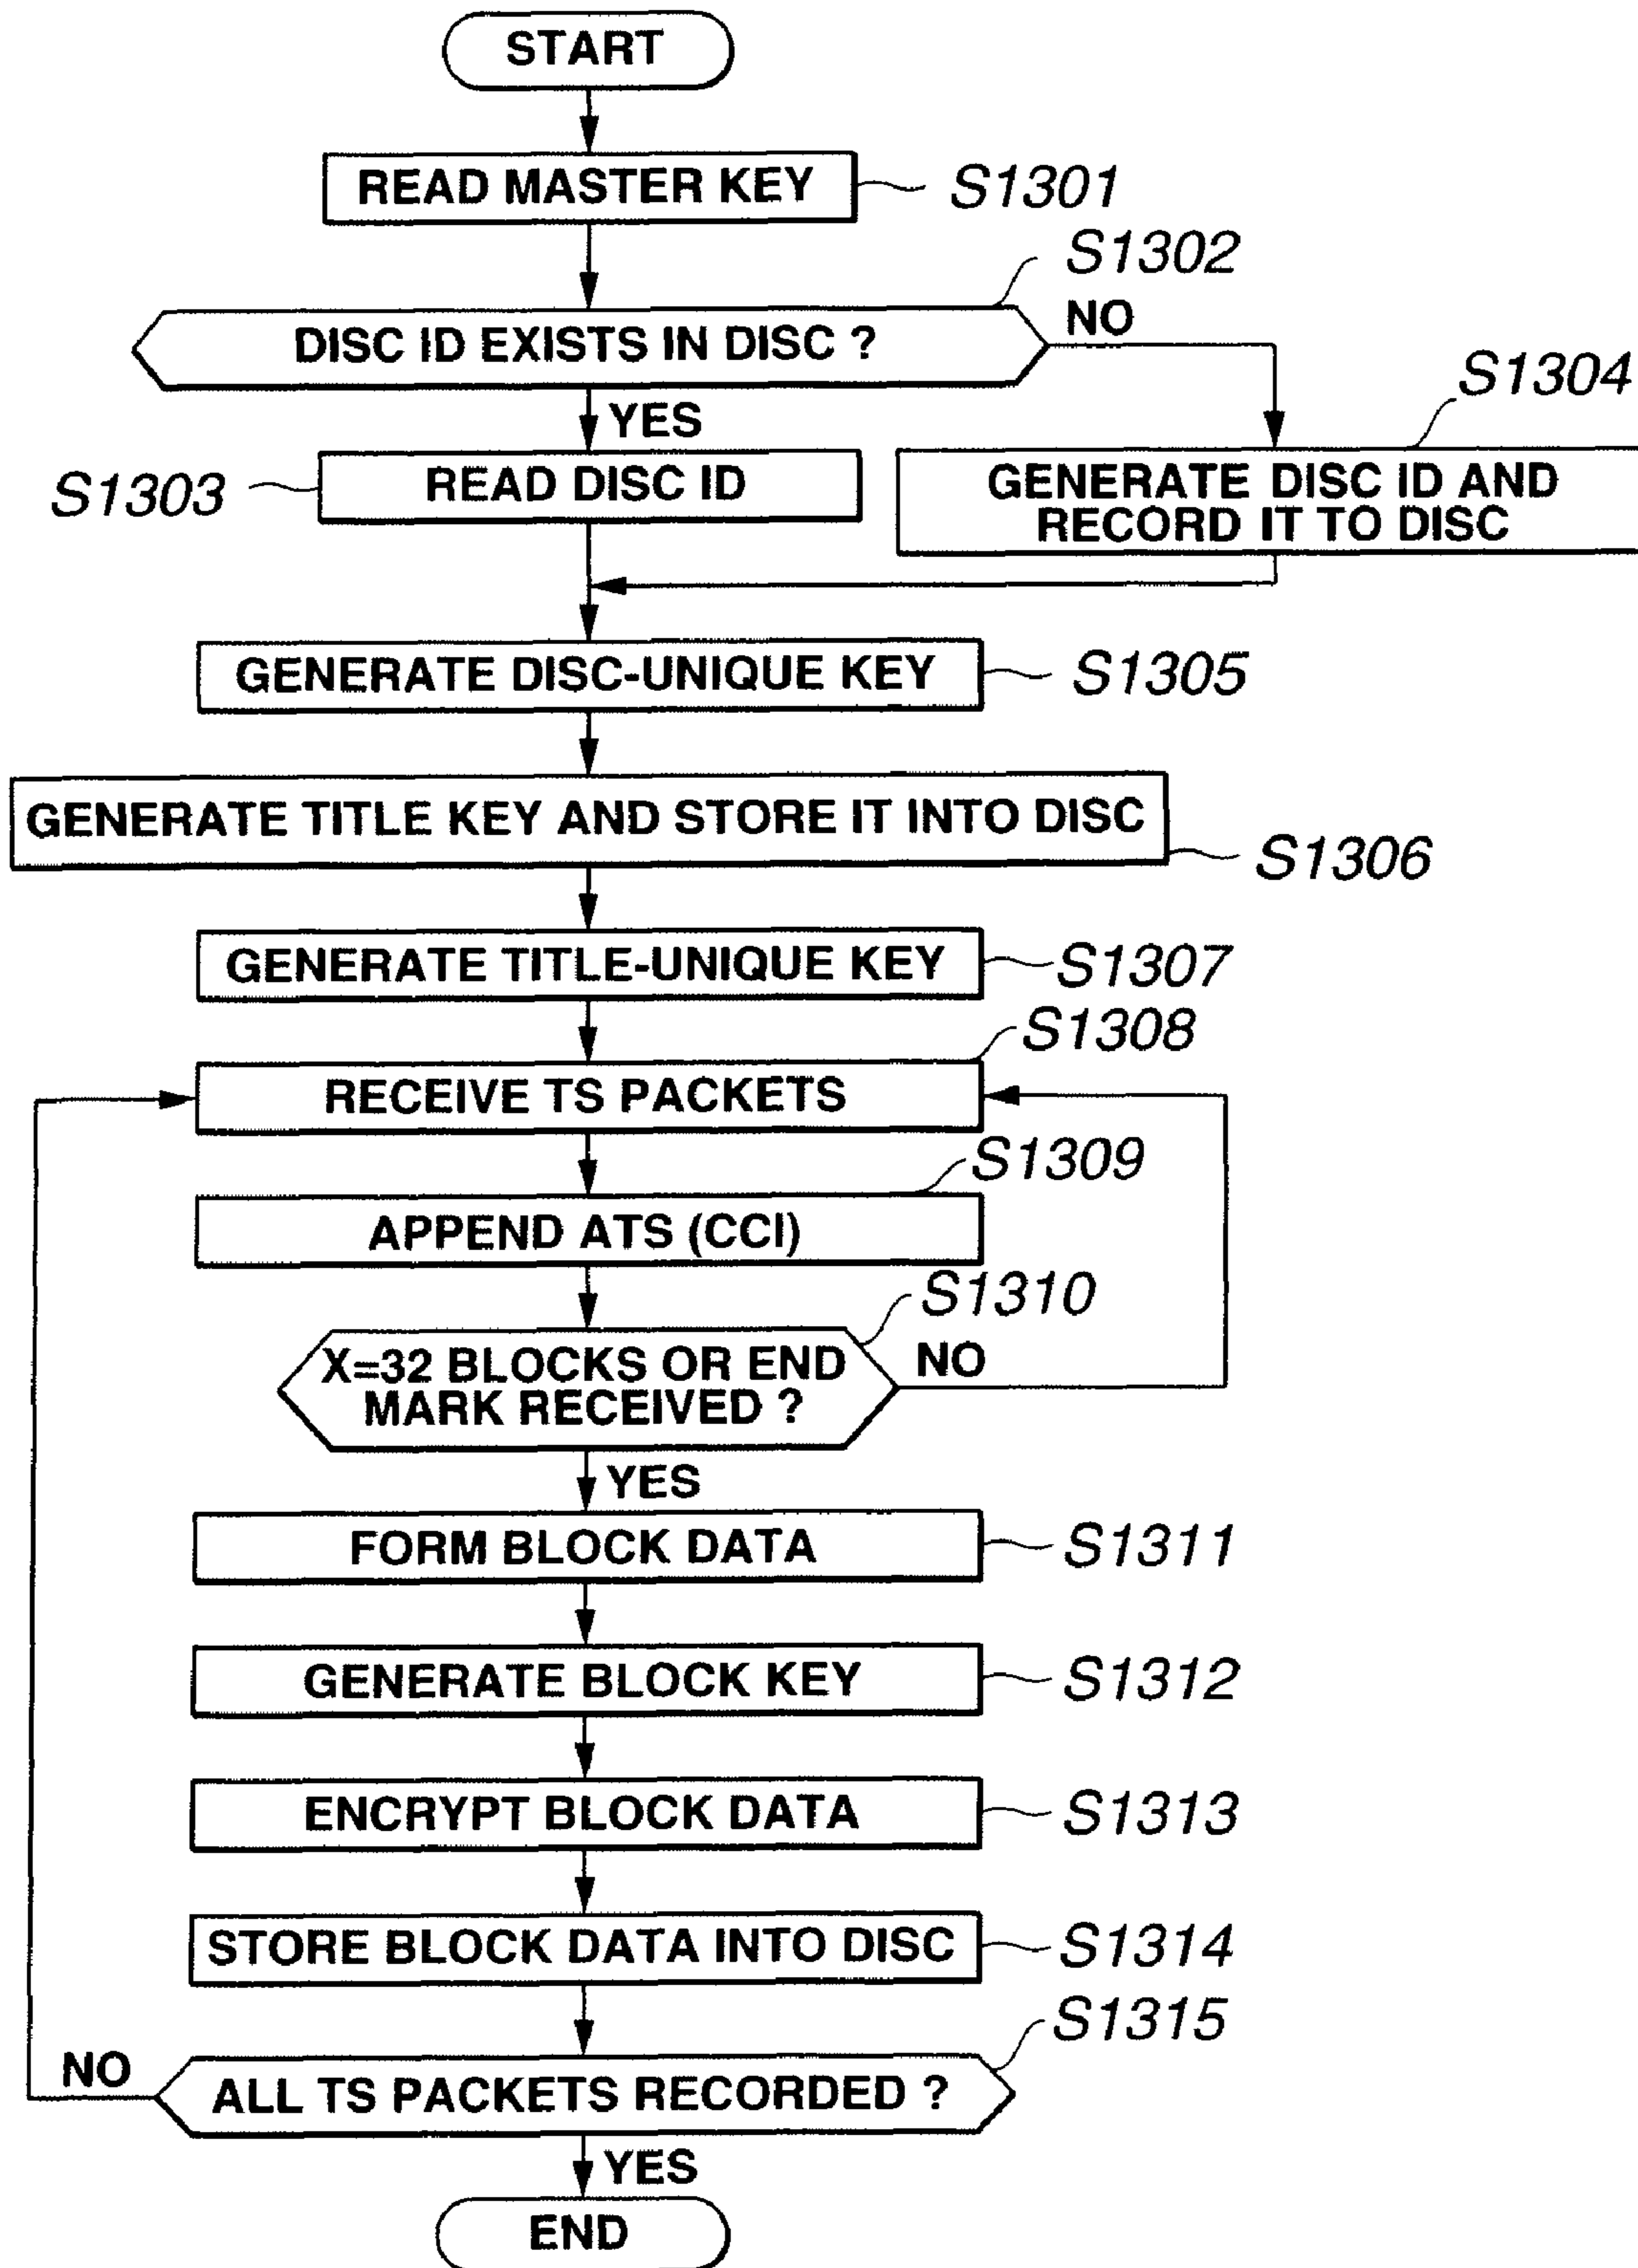 START
READ MASTER KEY
S1301
S1302
DISC ID EXISTS IN DISC ?
NO
S1304
YES
S1303
READ DISC ID
GENERATE DISC ID AND
RECORD IT TO DISC
GENERATE DISC-UNIQUE KEY
S1305
GENERATE TITLE KEY AND STORE IT INTO DISC
S1306
GENERATE TITLE-UNIQUE KEY
S1307
S1308
RECEIVE TS PACKETS
S1309
APPEND ATS (CCI)
S1310
X=32 BLOCKS OR END
MARK RECEIVED ?
NO
YES
FORM BLOCK DATA
S1311
GENERATE BLOCK KEY
S1312
ENCRYPT BLOCK DATA
S1313
STORE BLOCK DATA INTO DISC
S1314
S1315
NO
ALL TS PACKETS RECORDED ?
YES
END